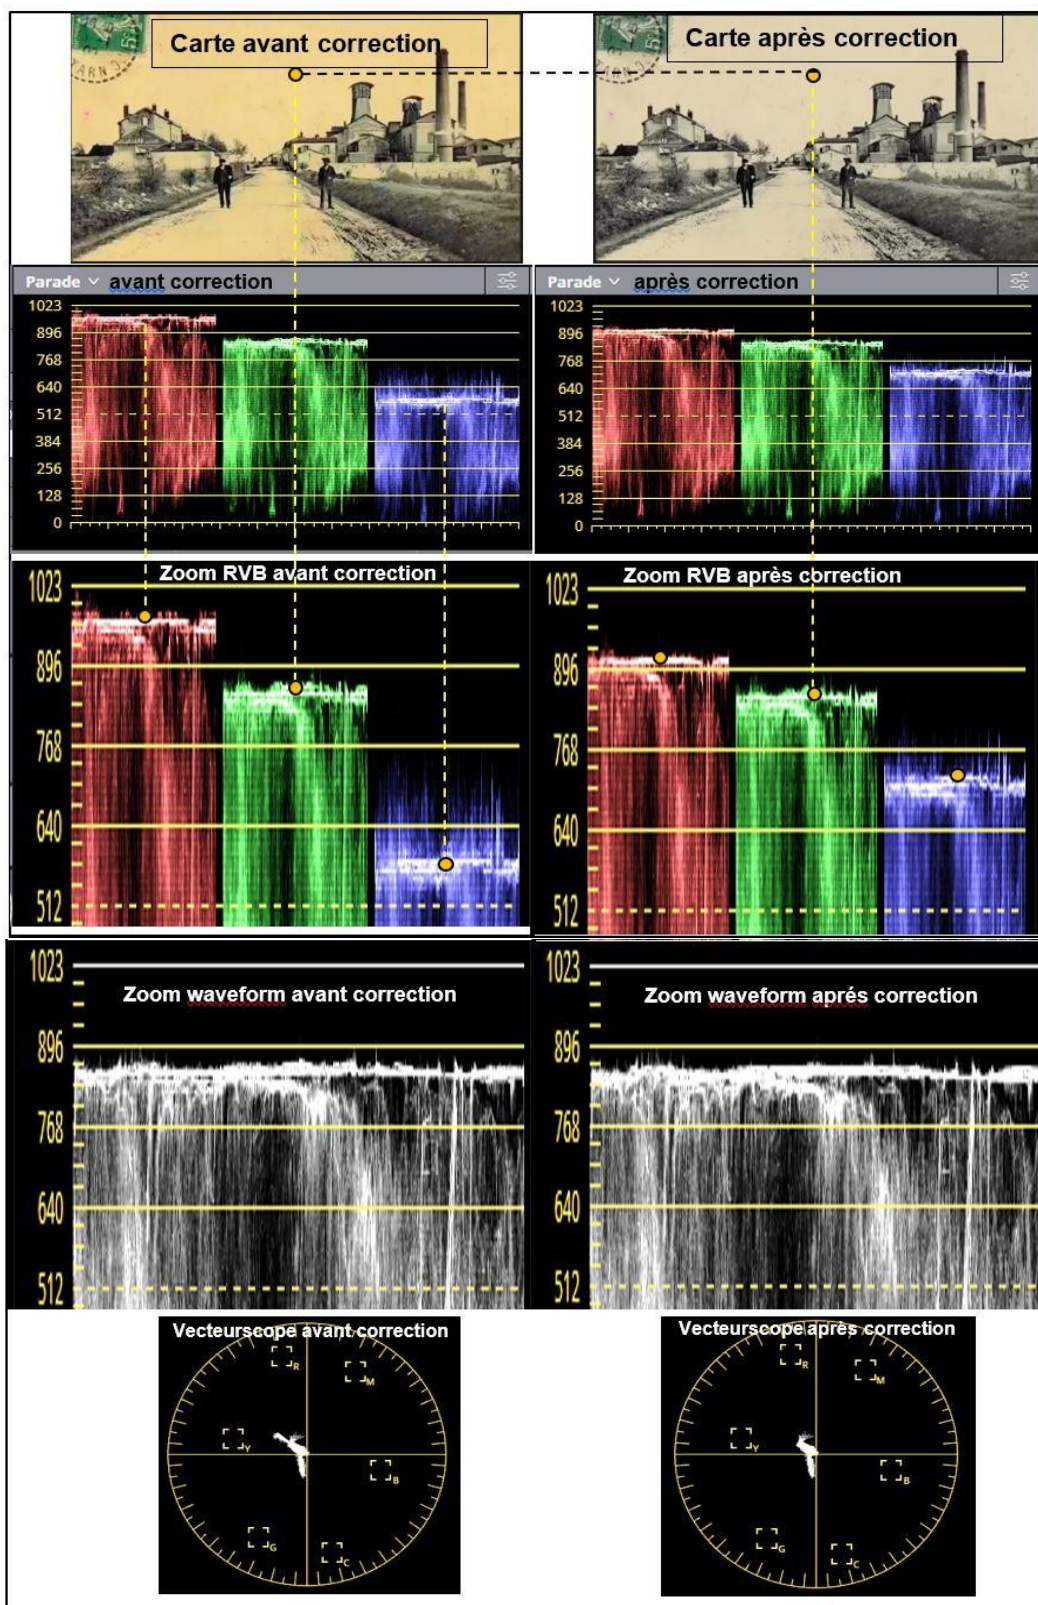 Carte avant correction
Carte après correction
5c
TARN
Parade avant correction
Parade après correction
1023
896
768
640
512
384
256
128
0
1023
896
768
640
512
384
256
128
0
Zoom RVB avant correction
1023
896
768
640
512
Zoom RVB après correction
1023
896
768
640
512
Zoom waveform avant correction
1023
896
768
640
512
Zoom waveform aprés correction
1023
896
768
640
512
Vecteurscope avant correction
R
M
Y
B
G
C
Vecteurscope après correction
R
M
Y
B
G
C